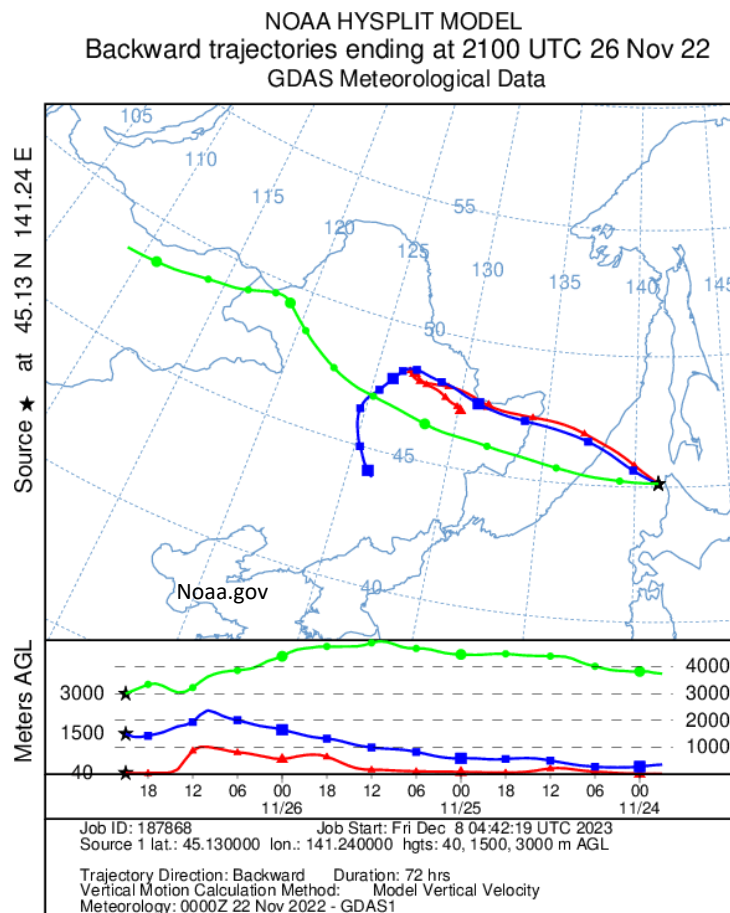 NOAA HYSPLIT MODEL
Backward trajectories ending at 2100 UTC 26 Nov 22
GDAS Meteorological Data
Source ★ at 45.13 N 141.24 E
105
110
115
120
125
130
135
140
145
55
50
45
40
Noaa.gov
Meters AGL
3000
1500
40
4000
3000
2000
1000
18 12 06 00 18 12 06 00 18 12 06 00
11/26 11/25 11/24
Job ID: 187868 Job Start: Fri Dec 8 04:42:19 UTC 2023
Source 1 lat.: 45.130000 lon.: 141.240000 hgts: 40, 1500, 3000 m AGL
Trajectory Direction: Backward Duration: 72 hrs
Vertical Motion Calculation Method: Model Vertical Velocity
Meteorology: 0000Z 22 Nov 2022 - GDAS1